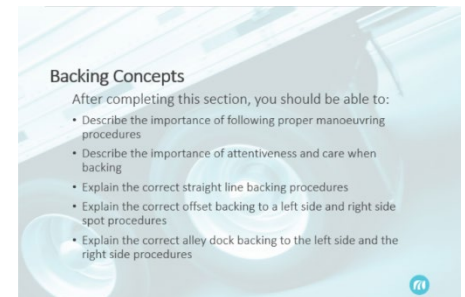 Backing Concepts
After completing this section, you should be able to:
• Describe the importance of following proper manoeuvring
procedures
• Describe the importance of attentiveness and care when
backing
• Explain the correct straight line backing procedures
• Explain the correct offset backing to a left side and right side
spot procedures
• Explain the correct alley dock backing to the left side and the
right side procedures